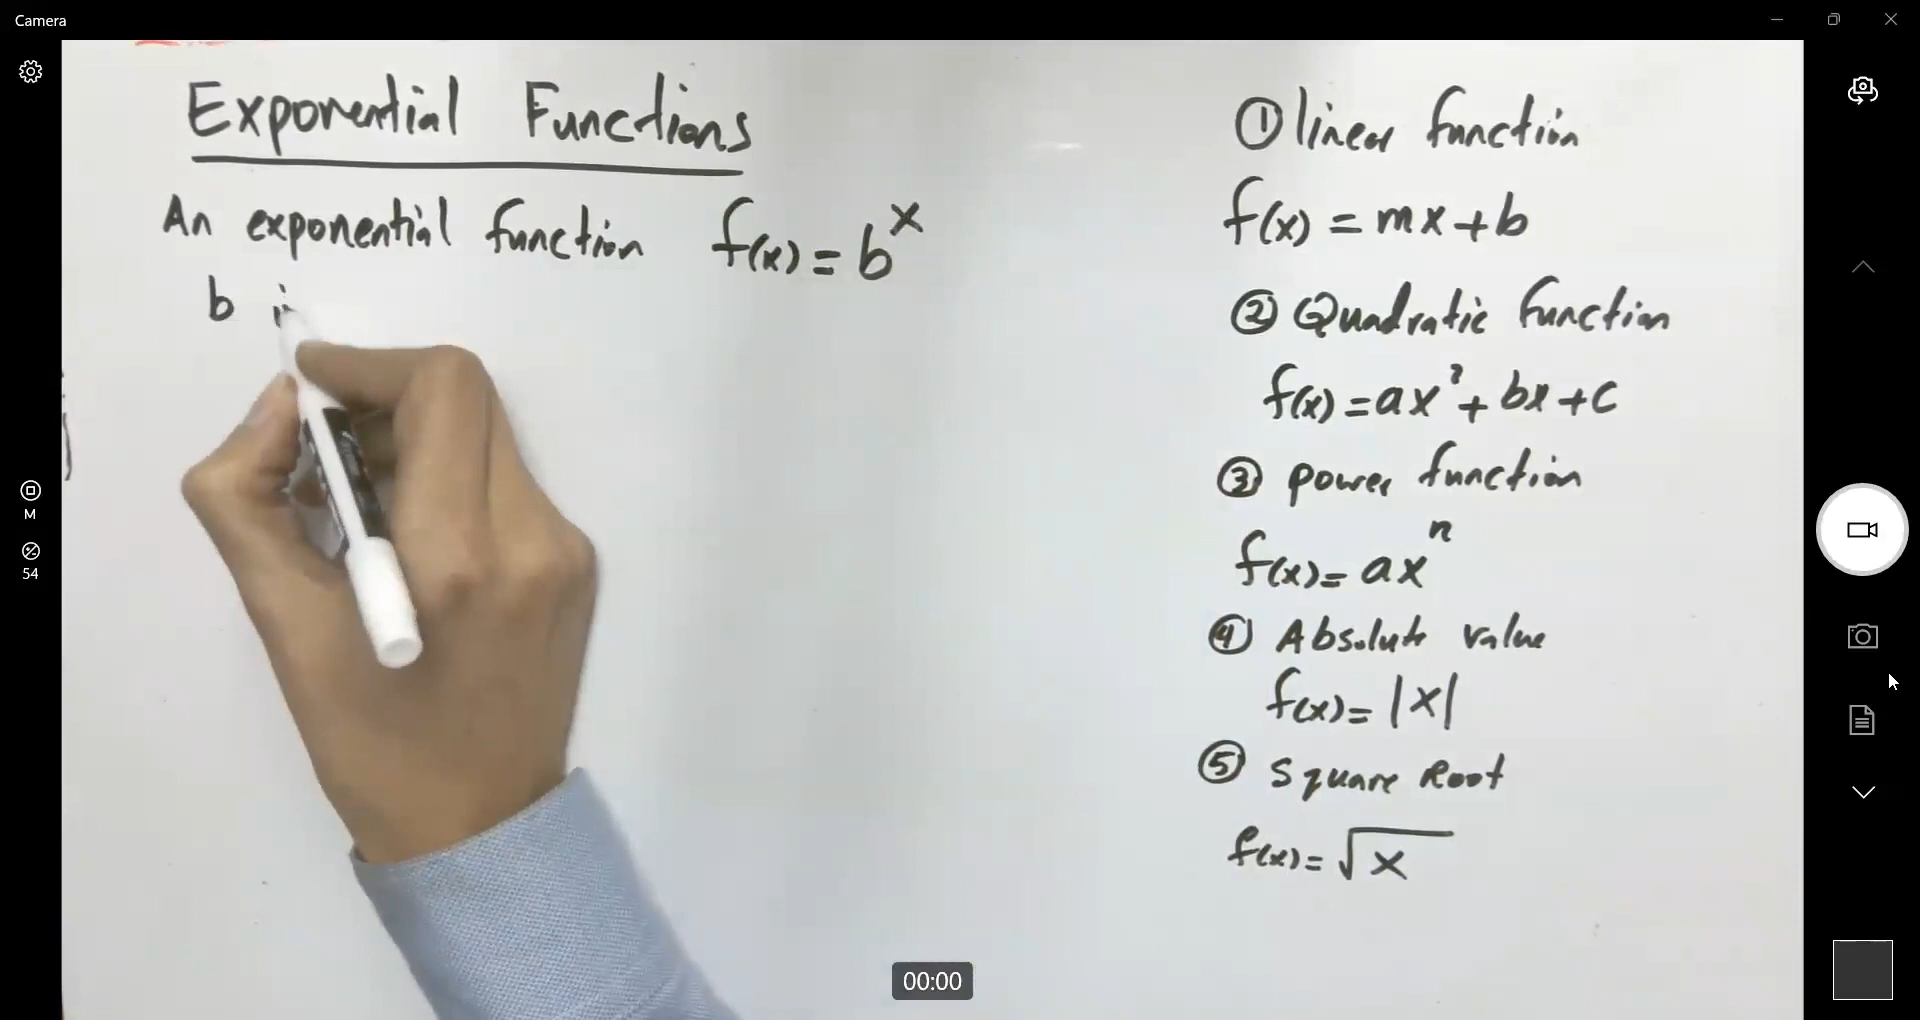 Camera
Exponential Functions
An exponential function f(x) = b^x
b i
① linear function
f(x) = mx + b
② Quadratic function
f(x) = ax² + bx + c
③ power function
f(x) = ax^n
④ Absolute value
f(x) = |x|
⑤ Square Root
f(x) = √x
M
54
00:00